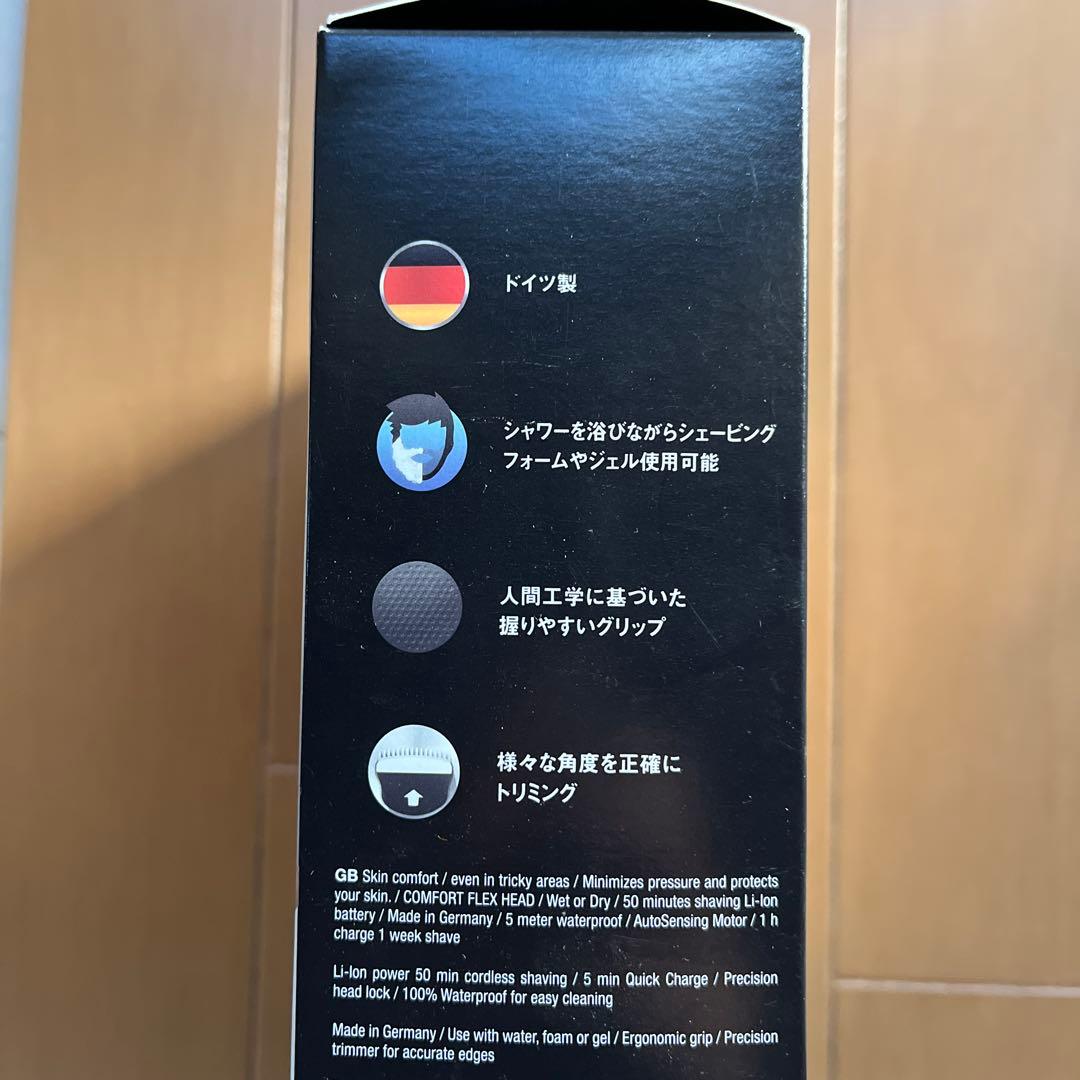 ドイツ製
シャワーを浴びながらシェービング
フォームやジェル使用可能
人間工学に基づいた
握りやすいグリップ
様々な角度を正確に
トリミング
GB Skin comfort / even in tricky areas / Minimizes pressure and protects
your skin. / COMFORT FLEX HEAD / Wet or Dry / 50 minutes shaving Li-Ion
battery / Made in Germany / 5 meter waterproof / AutoSensing Motor / 1 h
charge 1 week shave
Li-Ion power 50 min cordless shaving / 5 min Quick Charge / Precision
head lock / 100% Waterproof for easy cleaning
Made in Germany / Use with water, foam or gel / Ergonomic grip / Precision
trimmer for accurate edges